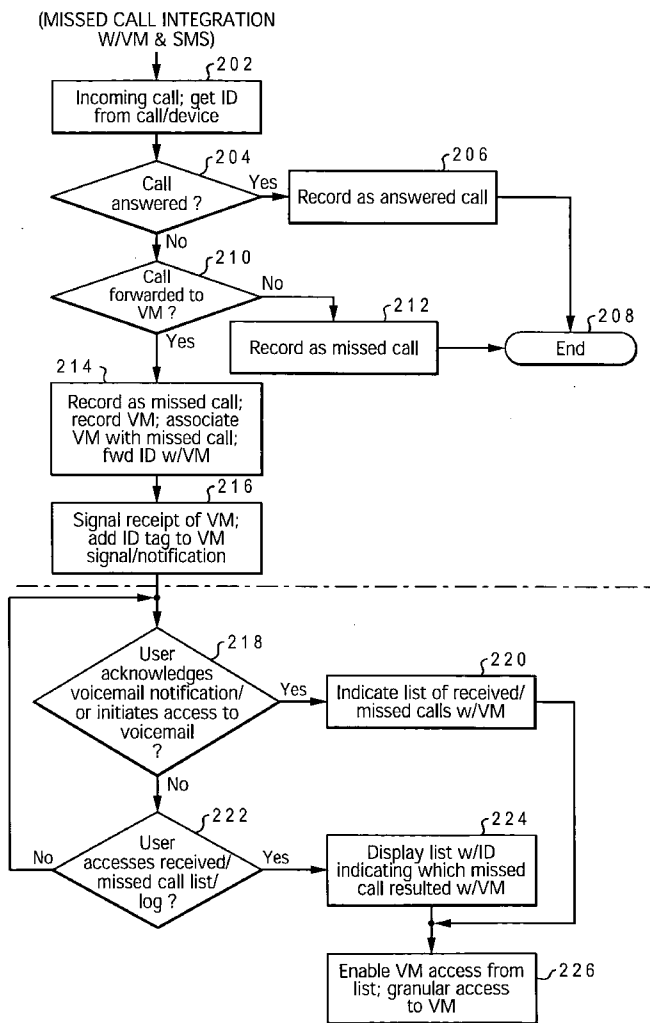 (MISSED CALL INTEGRATION
W/VM & SMS)
202
Incoming call; get ID
from call/device
204
Call
answered ?
Yes
No
206
Record as answered call
210
Call
forwarded to
VM ?
No
Yes
212
Record as missed call
208
End
214
Record as missed call;
record VM; associate
VM with missed call;
fwd ID w/VM
216
Signal receipt of VM;
add ID tag to VM
signal/notification
218
User
acknowledges
voicemail notification/
or initiates access to
voicemail
?
Yes
No
220
Indicate list of received/
missed calls w/VM
222
User
accesses received/
missed call list/
log ?
No
Yes
224
Display list w/ID
indicating which missed
call resulted w/VM
Enable VM access from
list; granular access
to VM
226